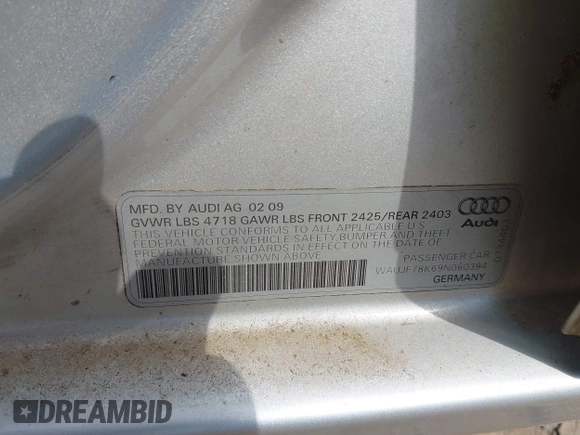 MFD. BY AUDI AG 02 09
GVWR LBS 4718 GAWR LBS FRONT 2425/REAR 2403
THIS VEHICLE CONFORMS TO ALL APPLICABLE U.S.
FEDERAL MOTOR VEHICLE SAFETY, BUMPER AND THEFT
PREVENTION STANDARDS IN EFFECT ON THE DATE OF
MANUFACTURE SHOWN ABOVE
Audi
PASSENGER CAR
WAUJF78K69N060394
GERMANY
DREAMBID